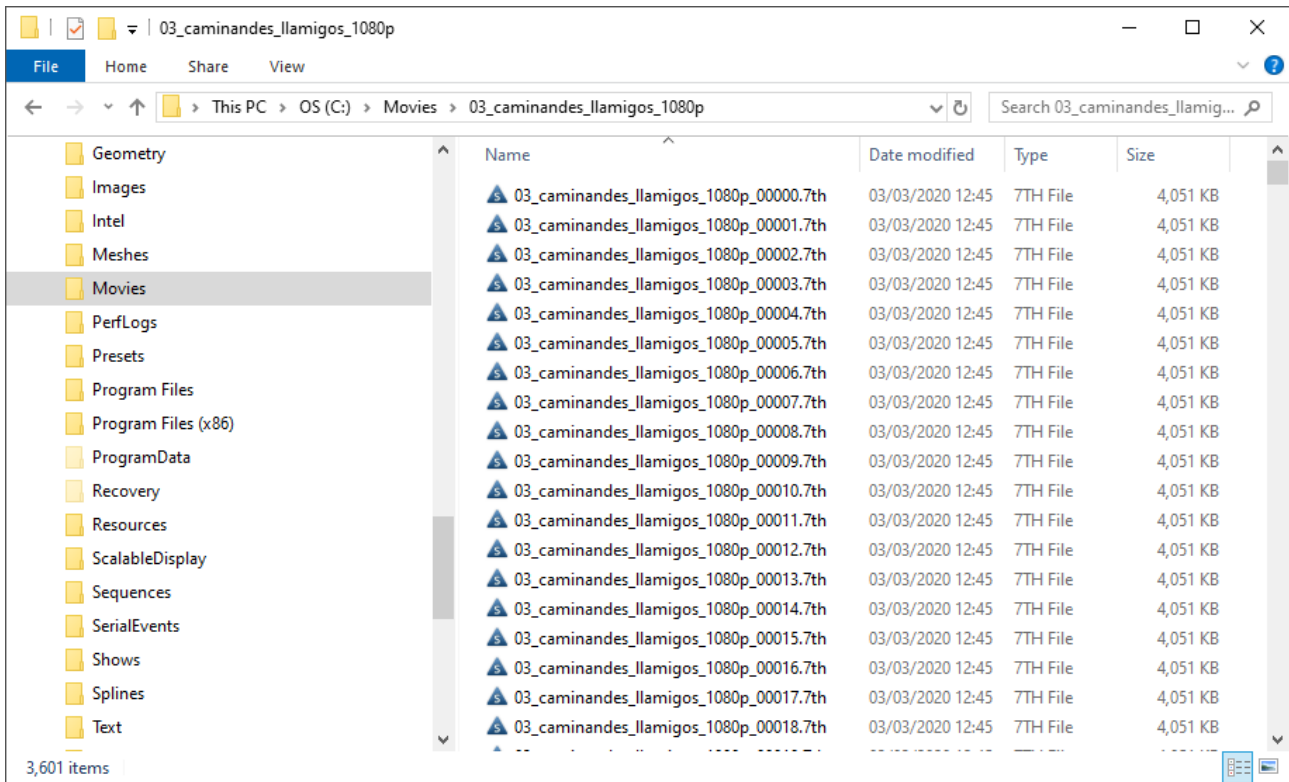 03_caminandes_llamigos_1080p
File Home Share View
This PC > OS (C:) > Movies > 03_caminandes_llamigos_1080p Search 03_caminandes_llamig...
Geometry
Images
Intel
Meshes
Movies
PerfLogs
Presets
Program Files
Program Files (x86)
ProgramData
Recovery
Resources
ScalableDisplay
Sequences
SerialEvents
Shows
Splines
Text
Name Date modified Type Size
03_caminandes_llamigos_1080p_00000.7th 03/03/2020 12:45 7TH File 4,051 KB
03_caminandes_llamigos_1080p_00001.7th 03/03/2020 12:45 7TH File 4,051 KB
03_caminandes_llamigos_1080p_00002.7th 03/03/2020 12:45 7TH File 4,051 KB
03_caminandes_llamigos_1080p_00003.7th 03/03/2020 12:45 7TH File 4,051 KB
03_caminandes_llamigos_1080p_00004.7th 03/03/2020 12:45 7TH File 4,051 KB
03_caminandes_llamigos_1080p_00005.7th 03/03/2020 12:45 7TH File 4,051 KB
03_caminandes_llamigos_1080p_00006.7th 03/03/2020 12:45 7TH File 4,051 KB
03_caminandes_llamigos_1080p_00007.7th 03/03/2020 12:45 7TH File 4,051 KB
03_caminandes_llamigos_1080p_00008.7th 03/03/2020 12:45 7TH File 4,051 KB
03_caminandes_llamigos_1080p_00009.7th 03/03/2020 12:45 7TH File 4,051 KB
03_caminandes_llamigos_1080p_00010.7th 03/03/2020 12:45 7TH File 4,051 KB
03_caminandes_llamigos_1080p_00011.7th 03/03/2020 12:45 7TH File 4,051 KB
03_caminandes_llamigos_1080p_00012.7th 03/03/2020 12:45 7TH File 4,051 KB
03_caminandes_llamigos_1080p_00013.7th 03/03/2020 12:45 7TH File 4,051 KB
03_caminandes_llamigos_1080p_00014.7th 03/03/2020 12:45 7TH File 4,051 KB
03_caminandes_llamigos_1080p_00015.7th 03/03/2020 12:45 7TH File 4,051 KB
03_caminandes_llamigos_1080p_00016.7th 03/03/2020 12:45 7TH File 4,051 KB
03_caminandes_llamigos_1080p_00017.7th 03/03/2020 12:45 7TH File 4,051 KB
03_caminandes_llamigos_1080p_00018.7th 03/03/2020 12:45 7TH File 4,051 KB
3,601 items